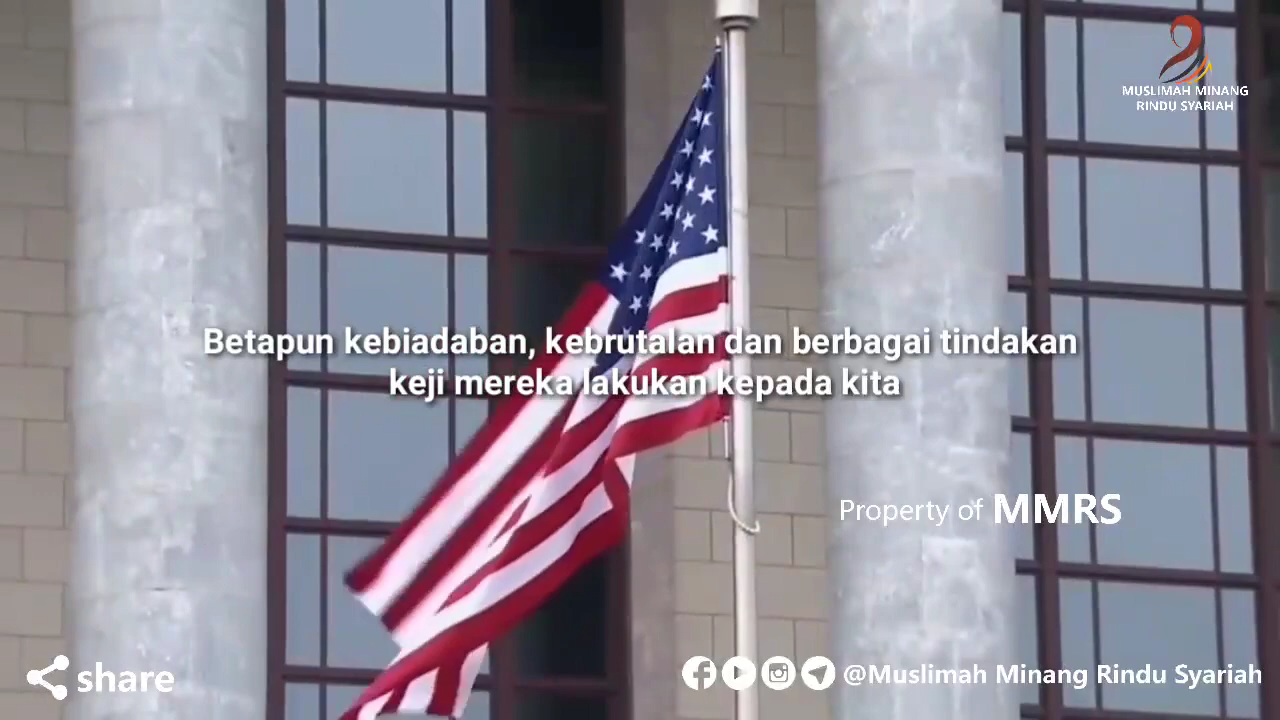 MUSLIMAH MINANG
RINDU SYARIAH
Betapun kebiadaban, kebrutalan dan berbagai tindakan
keji mereka lakukan kepada kita
Property of MMRS
share
@Muslimah Minang Rindu Syariah